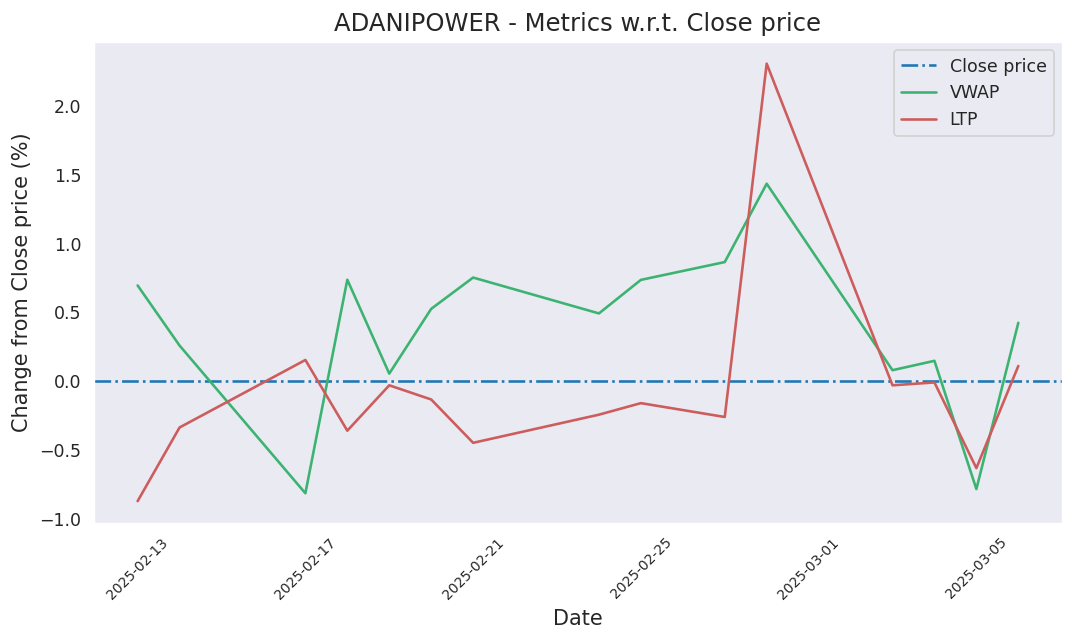 ADANIPOWER - Metrics w.r.t. Close price
Close price
VWAP
LTP
Change from Close price (%)
2.0
1.5
1.0
0.5
0.0
−0.5
−1.0
2025-02-13
2025-02-17
2025-02-21
2025-02-25
2025-03-01
2025-03-05
Date